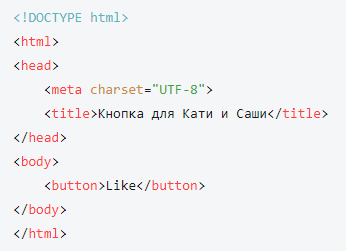 <!DOCTYPE html>
<html>
<head>
    <meta charset="UTF-8">
    <title>Кнопка для Кати и Саши</title>
</head>
<body>
    <button>Like</button>
</body>
</html>